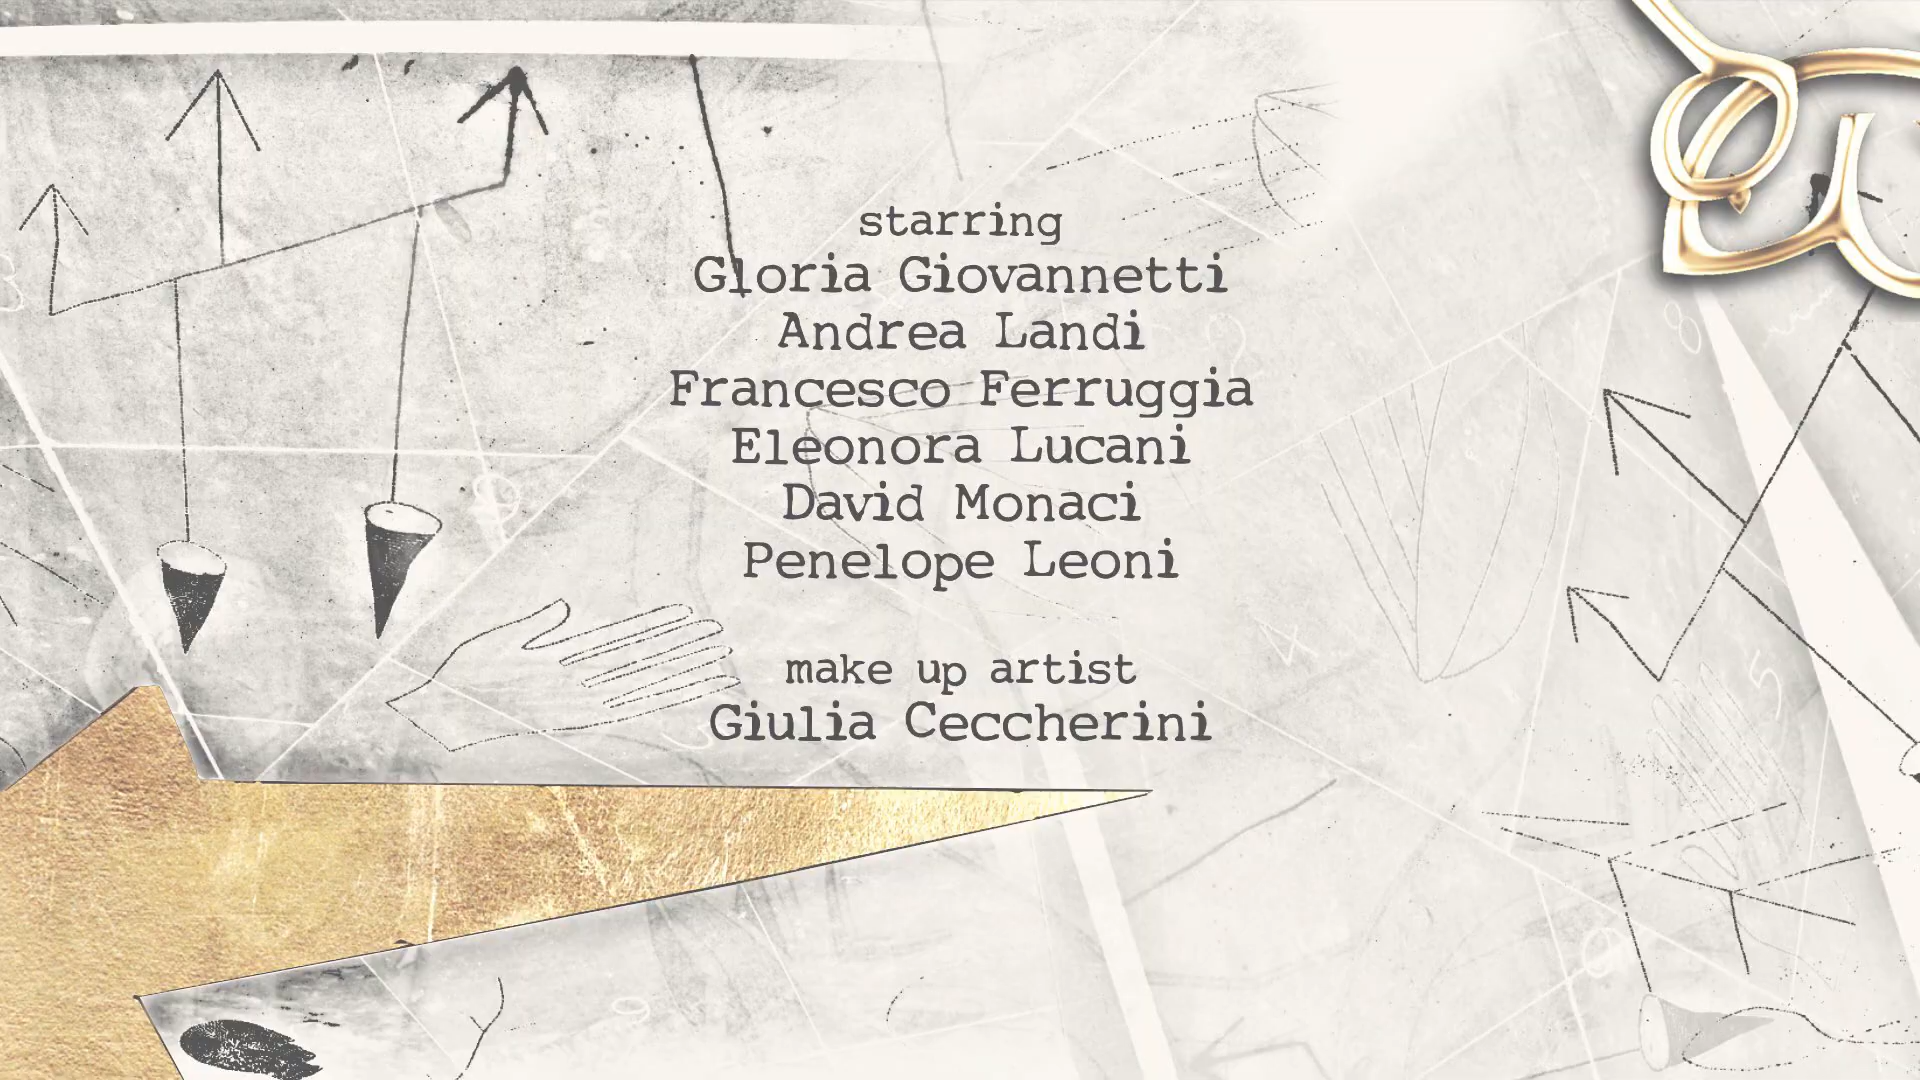 starring
Gloria Giovannetti
Andrea Landi
Francesco Ferruggia
Eleonora Lucani
David Monaci
Penelope Leoni
make up artist
Giulia Ceccherini